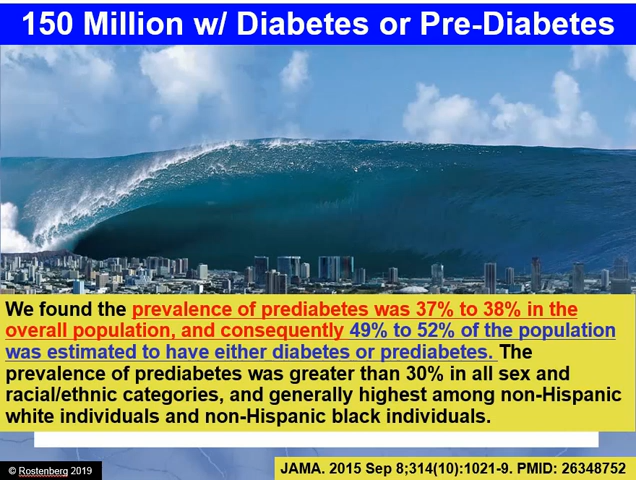 150 Million w/ Diabetes or Pre-Diabetes
We found the prevalence of prediabetes was 37% to 38% in the
overall population, and consequently 49% to 52% of the population
was estimated to have either diabetes or prediabetes. The
prevalence of prediabetes was greater than 30% in all sex and
racial/ethnic categories, and generally highest among non-Hispanic
white individuals and non-Hispanic black individuals.
© Rostenberg 2019
JAMA. 2015 Sep 8;314(10):1021-9. PMID: 26348752